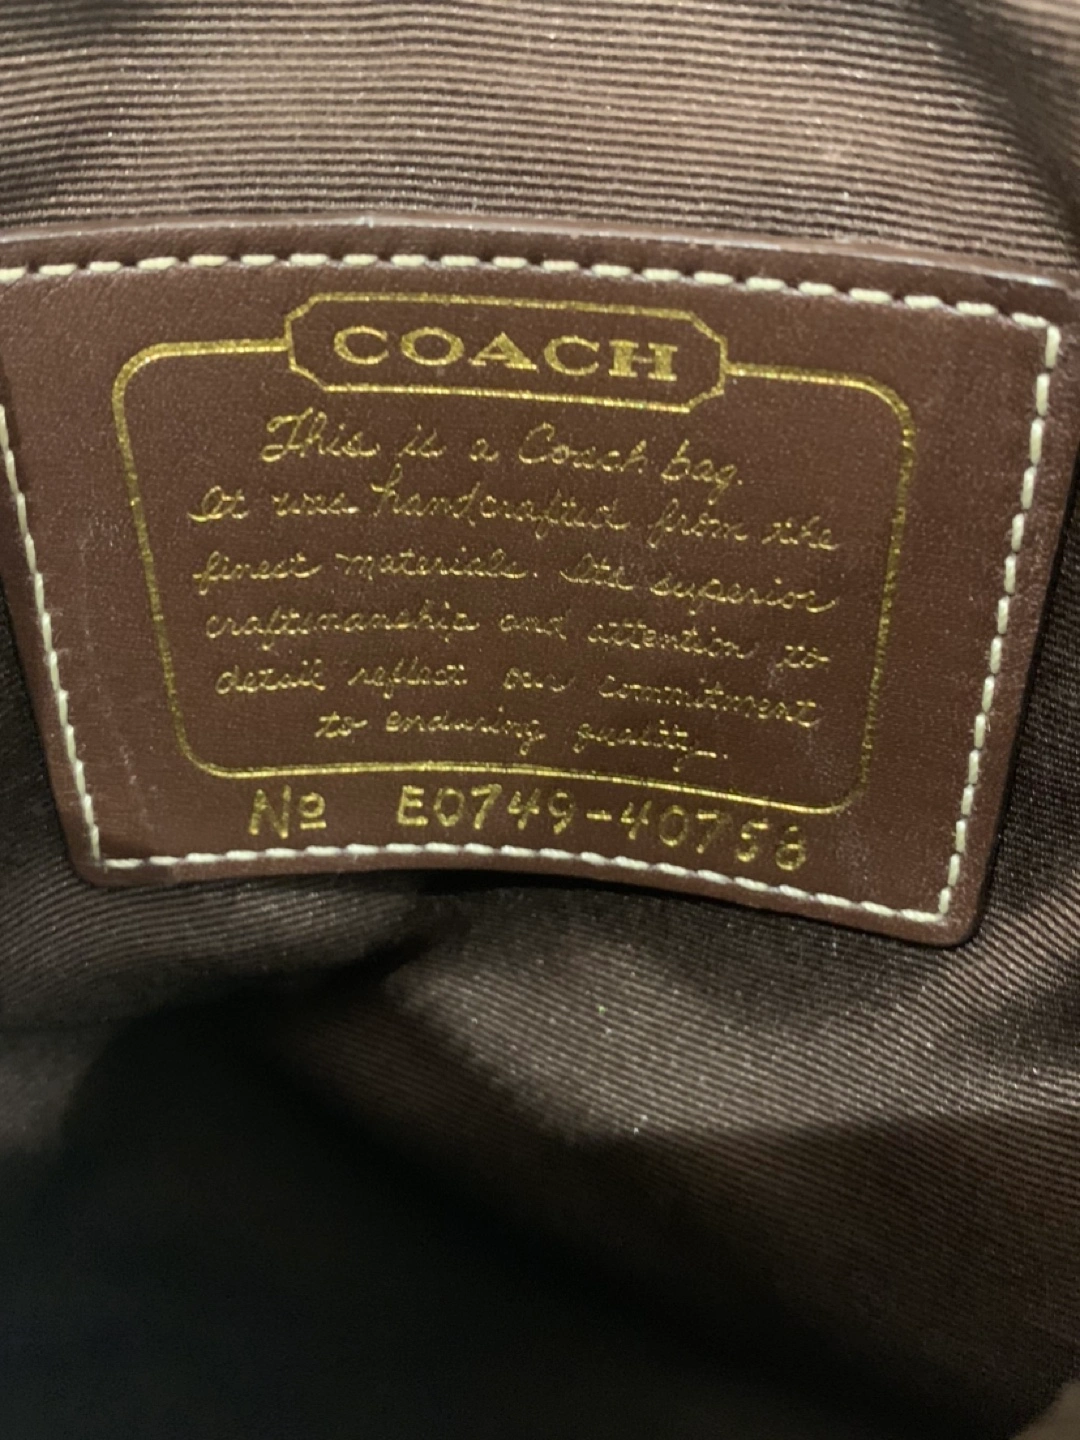 COACH
This is a Coach bag.
It was handcrafted from the
finest materials. Its superior
craftsmanship and attention to
detail reflect our commitment
to enduring quality.
Nº E0749-40758